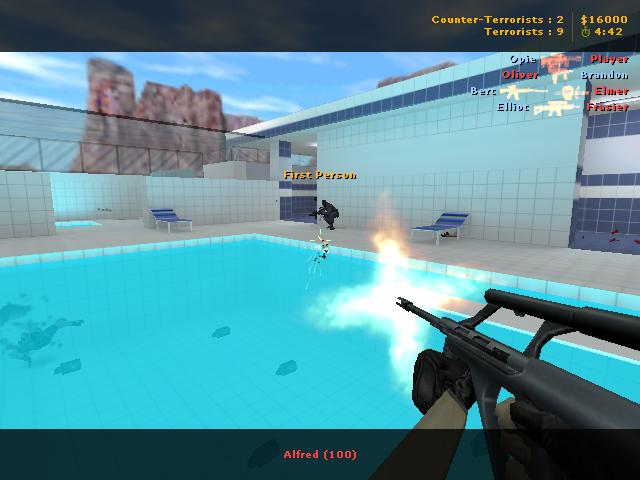 Counter-Terrorists : 2 $16000
Terrorists : 9 4:42
Opie Player
Oliver Brandon
Bert Elmer
Elliot Frasier
First Person
Alfred (100)